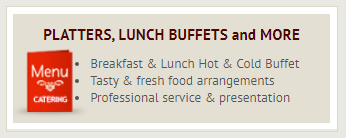 PLATTERS, LUNCH BUFFETS and MORE
Menu
CATERING
• Breakfast & Lunch Hot & Cold Buffet
• Tasty & fresh food arrangements
• Professional service & presentation